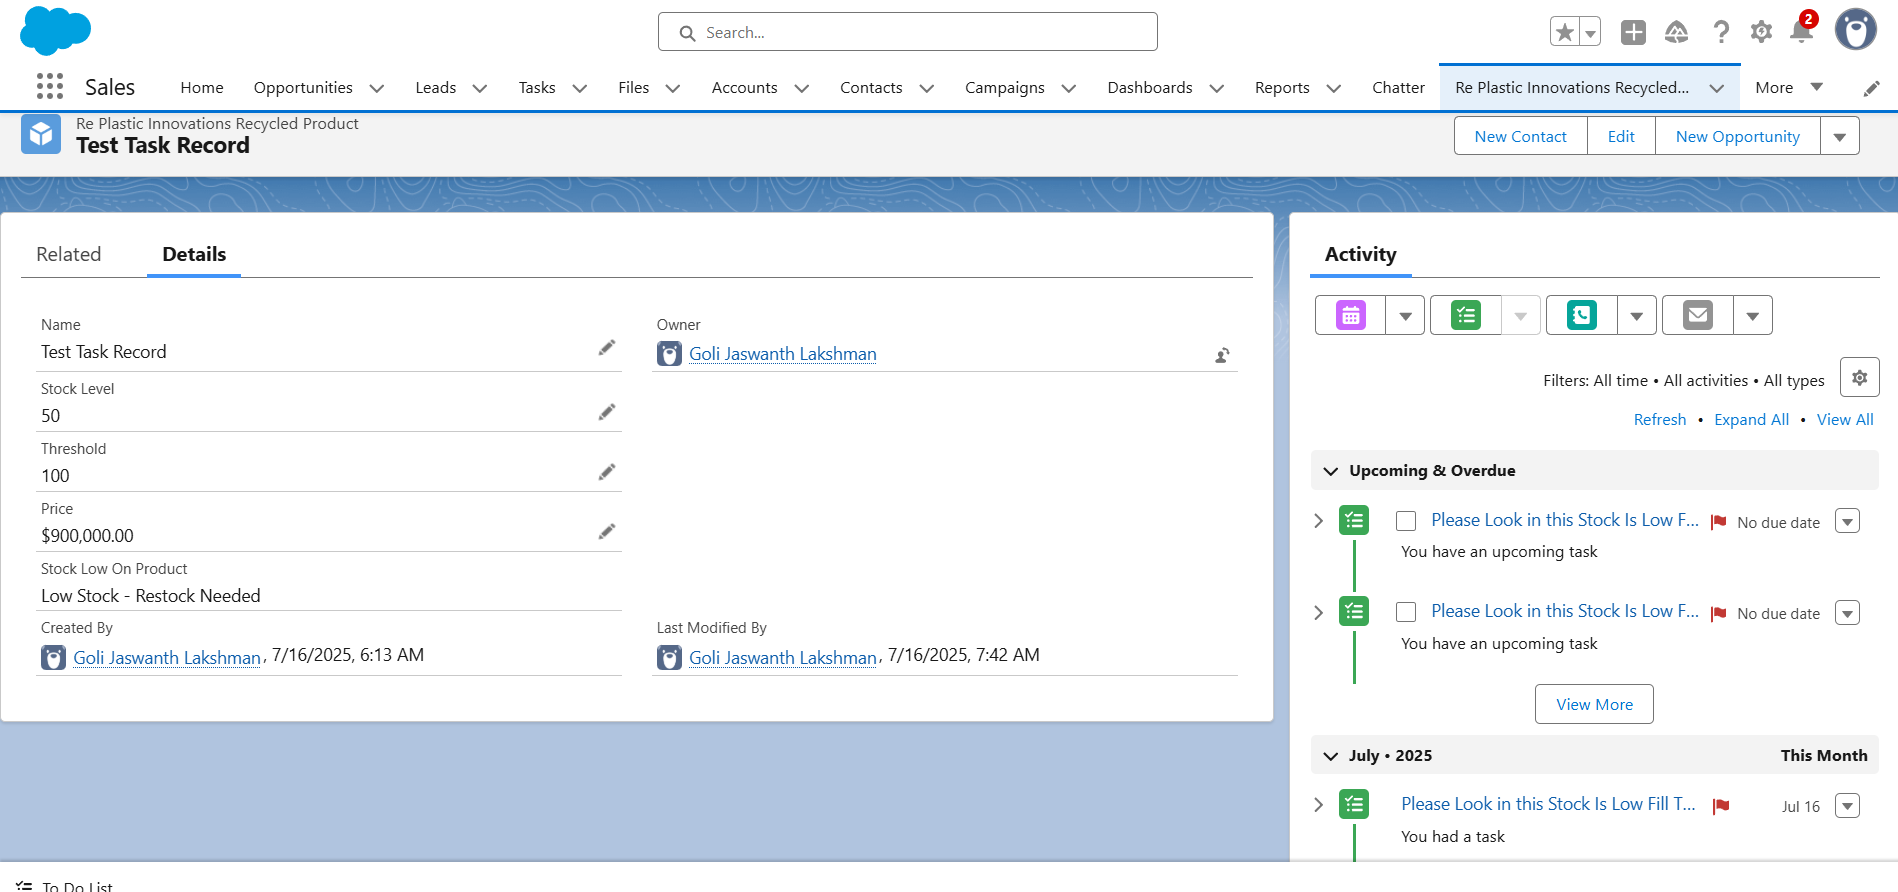 Search...
2
Sales
Home
Opportunities
Leads
Tasks
Files
Accounts
Contacts
Campaigns
Dashboards
Reports
Chatter
Re Plastic Innovations Recycled...
More
Re Plastic Innovations Recycled Product
Test Task Record
New Contact
Edit
New Opportunity
Related
Details
Name
Test Task Record
Owner
Goli Jaswanth Lakshman
Stock Level
50
Threshold
100
Price
$900,000.00
Stock Low On Product
Low Stock - Restock Needed
Created By
Goli Jaswanth Lakshman, 7/16/2025, 6:13 AM
Last Modified By
Goli Jaswanth Lakshman, 7/16/2025, 7:42 AM
Activity
Filters: All time • All activities • All types
Refresh • Expand All • View All
Upcoming & Overdue
Please Look in this Stock Is Low F... No due date
You have an upcoming task
Please Look in this Stock Is Low F... No due date
You have an upcoming task
View More
July • 2025 This Month
Please Look in this Stock Is Low Fill T... Jul 16
You had a task
To Do List